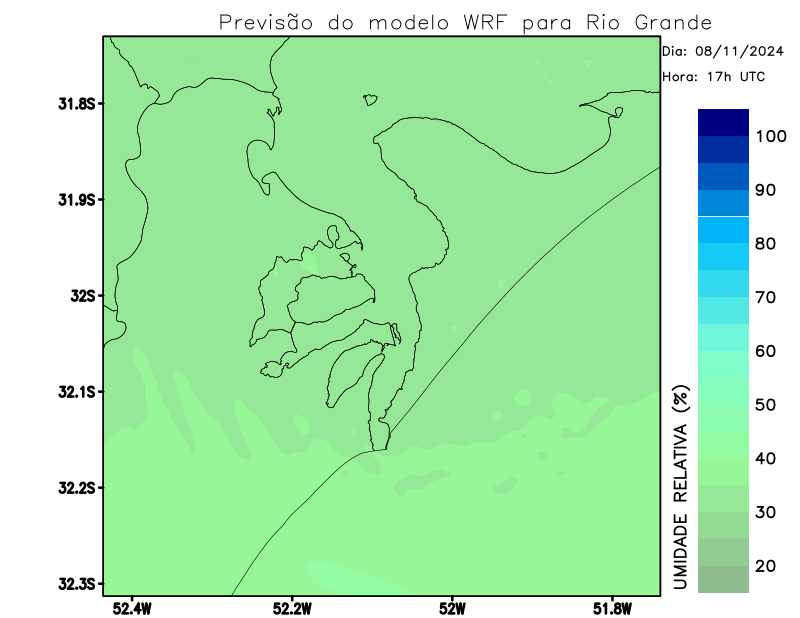 Previsão do modelo WRF para Rio Grande
Dia: 08/11/2024
Hora: 17h UTC
31.8S
31.9S
32S
32.1S
32.2S
32.3S
52.4W
52.2W
52W
51.8W
100
90
80
70
60
50
40
30
20
UMIDADE RELATIVA (%)